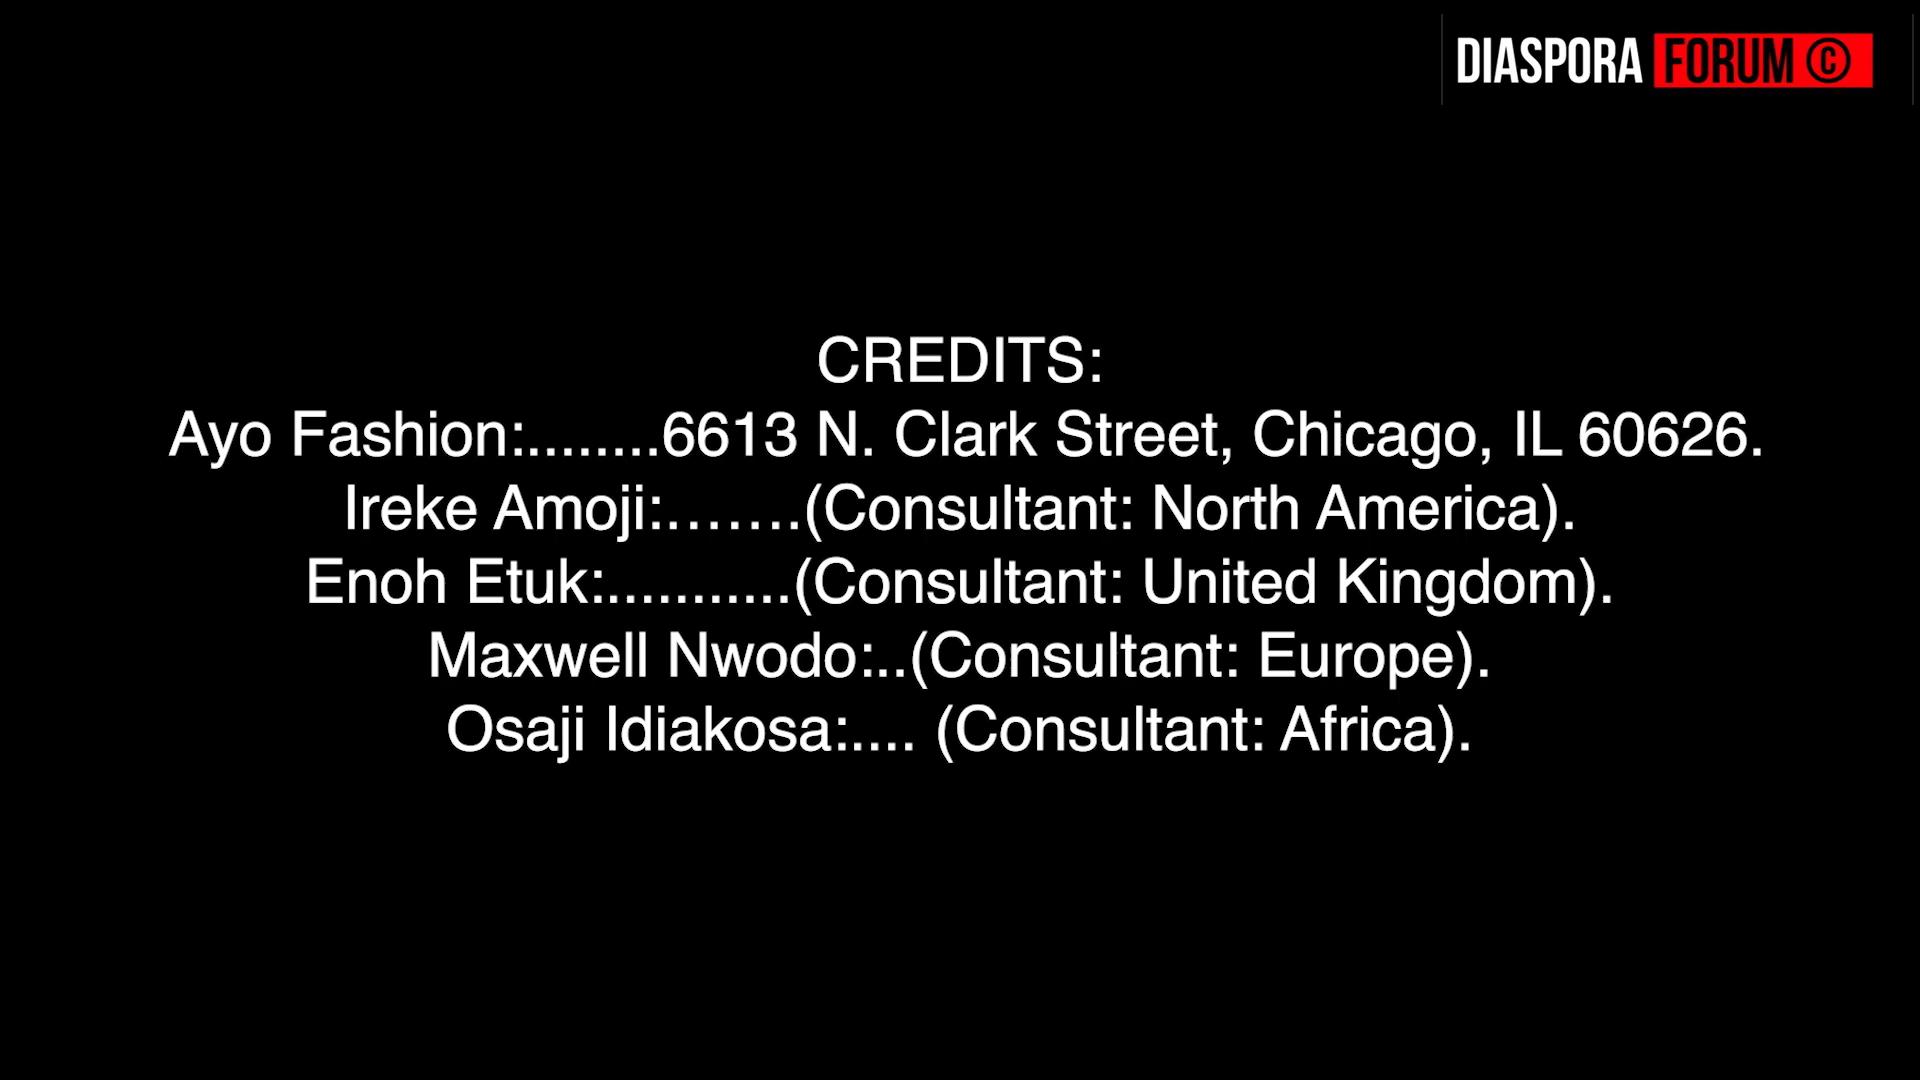 DIASPORA FORUM ©
CREDITS:
Ayo Fashion:........6613 N. Clark Street, Chicago, IL 60626.
Ireke Amoji:.…….(Consultant: North America).
Enoh Etuk:...........(Consultant: United Kingdom).
Maxwell Nwodo:..(Consultant: Europe).
Osaji Idiakosa:.... (Consultant: Africa).